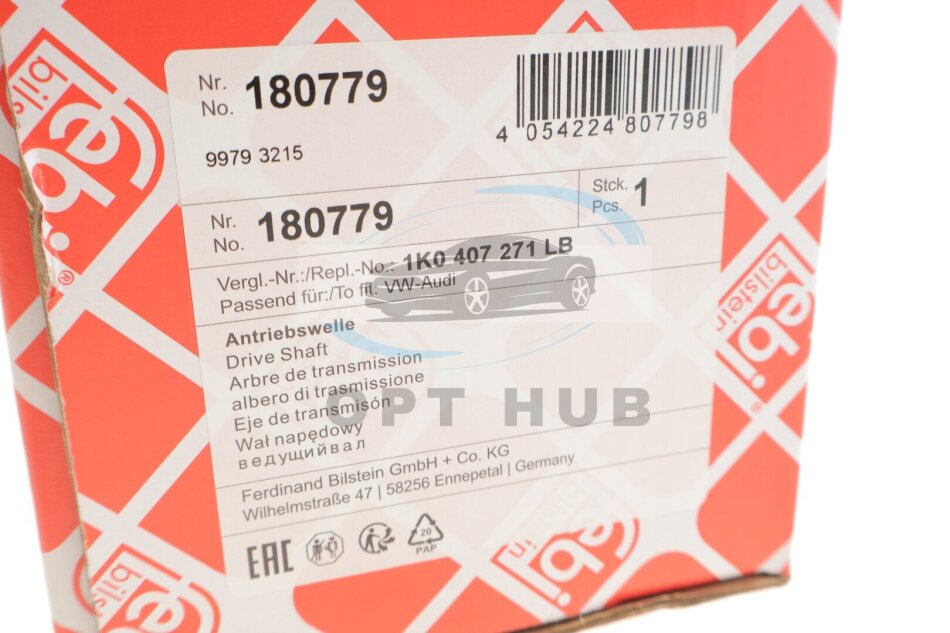 Nr.
No. 180779
4 054224 807798
9979 3215
Nr.
No. 180779
Stck.
Pcs. 1
Vergl.-Nr.:/Repl.-No.: 1K0 407 271 LB
Passend für:/To fit: VW-Audi
Antriebswelle
Drive Shaft
Arbre de transmission
albero di trasmissione
Eje de transmisón
Wał napędowy
ведущийвал
OPT HUB
Ferdinand Bilstein GmbH + Co. KG
Wilhelmstraße 47 | 58256 Ennepetal | Germany
EAC
20
PAP
febi
bilstein
ebi
bilstein
febi
bilstein
febi
bils